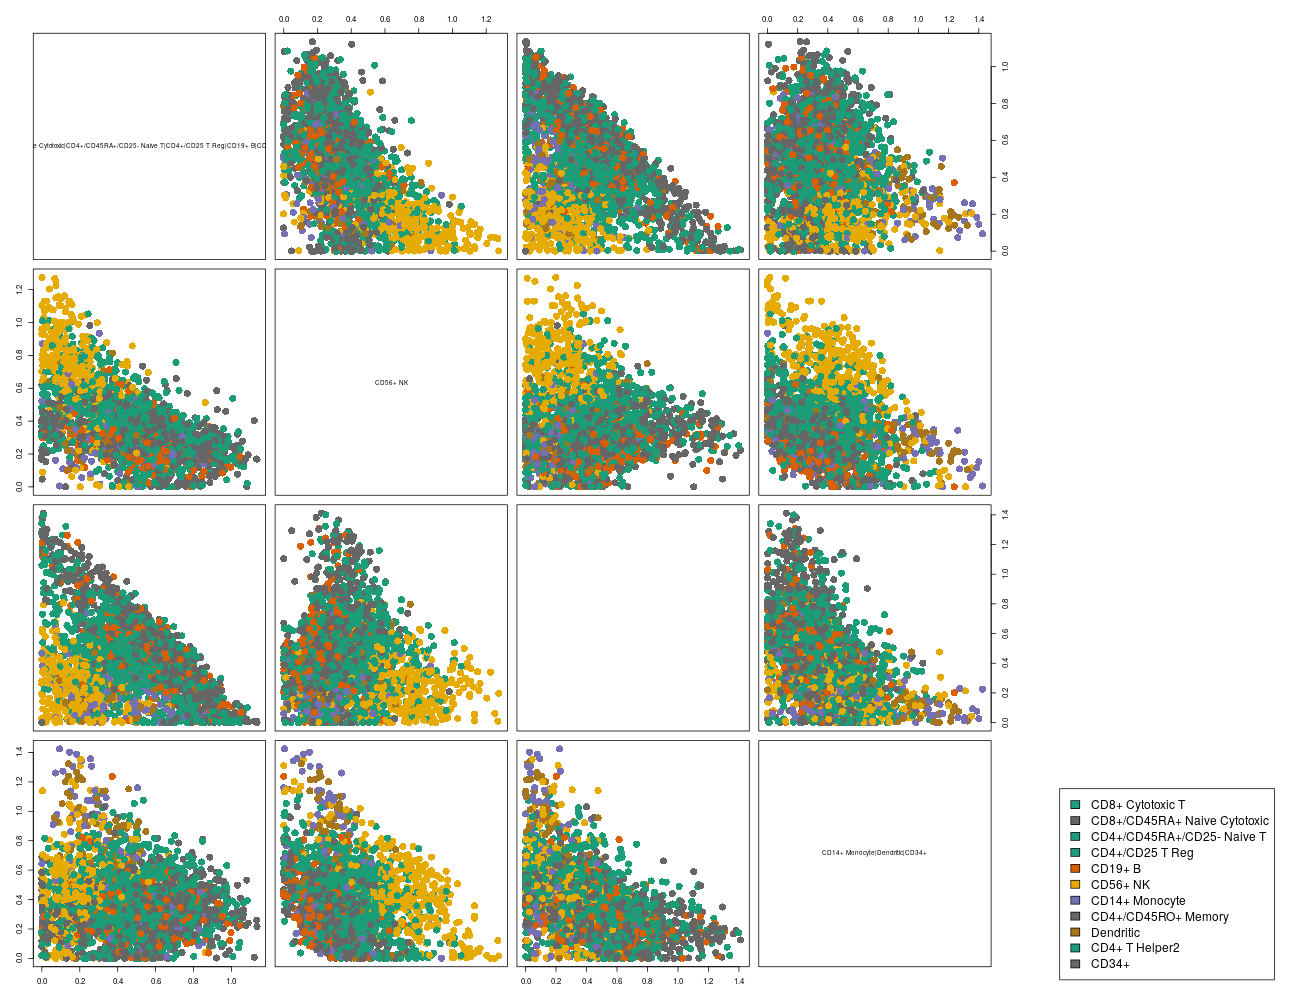 0.0 0.2 0.4 0.6 0.8 1.0 1.2
0.0 0.2 0.4 0.6 0.8 1.0 1.2 1.4
e Cytotoxic|CD4+/CD45RA+/CD25- Naive T|CD4+/CD25 T Reg|CD19+ B|CD
0.0 0.2 0.4 0.6 0.8 1.0
0.0 0.2 0.4 0.6 0.8 1.0 1.2
CD56+ NK
0.0 0.2 0.4 0.6 0.8 1.0 1.2 1.4
0.0 0.2 0.4 0.6 0.8 1.0 1.2 1.4
CD14+ Monocyte|Dendritic|CD34+
0.0 0.2 0.4 0.6 0.8 1.0
0.0 0.2 0.4 0.6 0.8 1.0 1.2 1.4
CD8+ Cytotoxic T
CD8+/CD45RA+ Naive Cytotoxic
CD4+/CD45RA+/CD25- Naive T
CD4+/CD25 T Reg
CD19+ B
CD56+ NK
CD14+ Monocyte
CD4+/CD45RO+ Memory
Dendritic
CD4+ T Helper2
CD34+